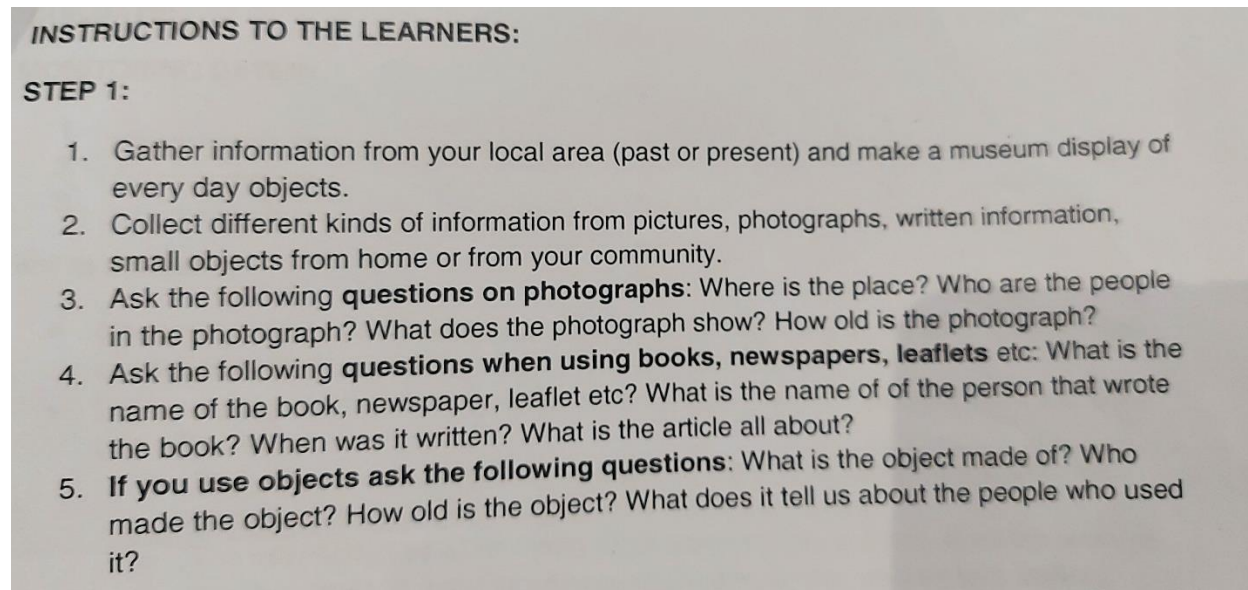 INSTRUCTIONS TO THE LEARNERS:
STEP 1:
1. Gather information from your local area (past or present) and make a museum display of
every day objects.
2. Collect different kinds of information from pictures, photographs, written information,
small objects from home or from your community.
3. Ask the following questions on photographs: Where is the place? Who are the people
in the photograph? What does the photograph show? How old is the photograph?
4. Ask the following questions when using books, newspapers, leaflets etc: What is the
name of the book, newspaper, leaflet etc? What is the name of of the person that wrote
the book? When was it written? What is the article all about?
5. If you use objects ask the following questions: What is the object made of? Who
made the object? How old is the object? What does it tell us about the people who used
it?